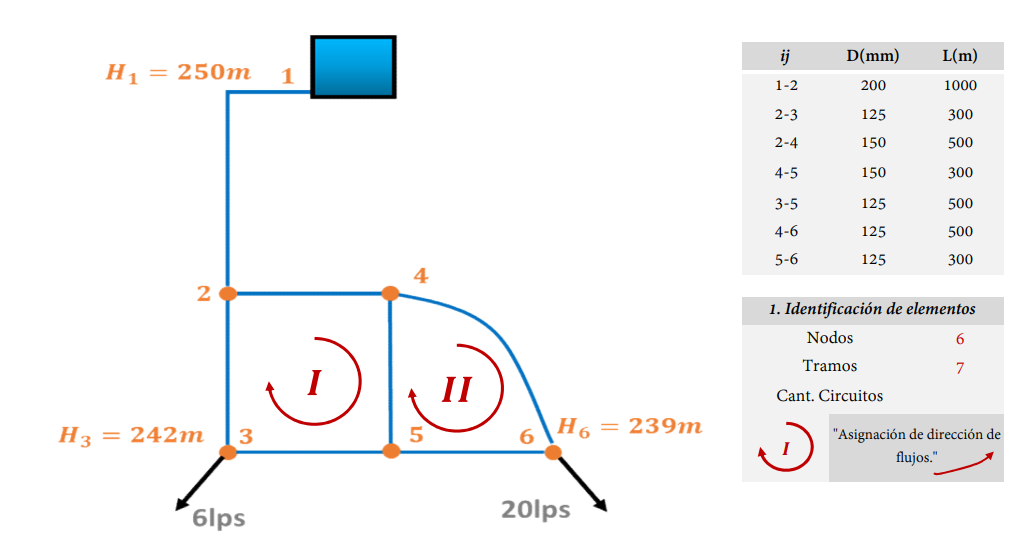 H₁ = 250m
1
2
4
I
II
H₃ = 242m
3
5
6
H₆ = 239m
6lps
20lps
ij D(mm) L(m)
1-2 200 1000
2-3 125 300
2-4 150 500
4-5 150 300
3-5 125 500
4-6 125 500
5-6 125 300
1. Identificación de elementos
Nodos 6
Tramos 7
Cant. Circuitos
I
"Asignación de dirección de
flujos."